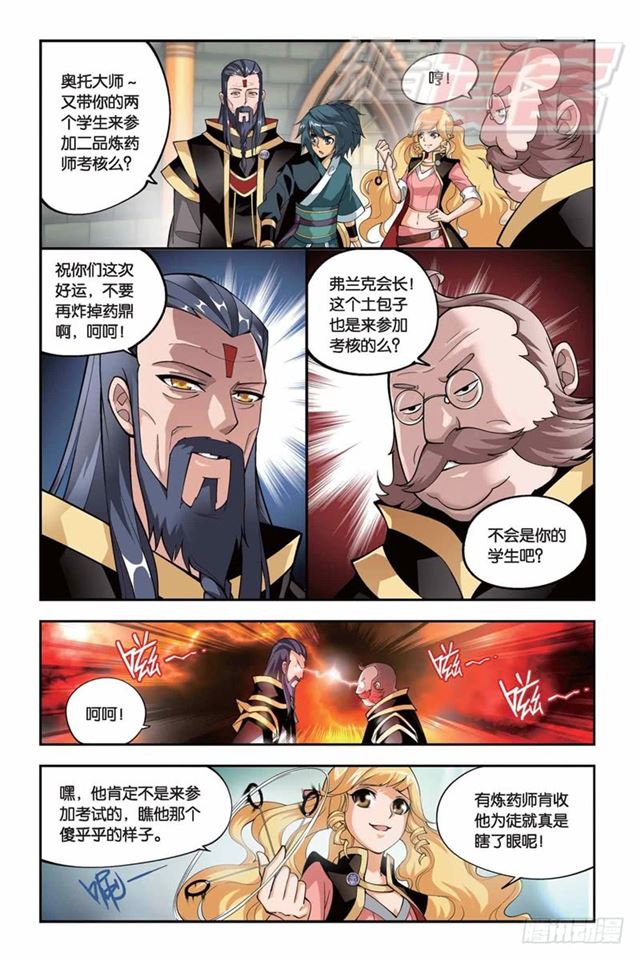 奥托大师～
又带你的两
个学生来参
加二品炼药
师考核么？
哼！
祝你们这次
好运，不要
再炸掉药鼎
啊，呵呵！
弗兰克会长！
这个土包子
也是来参加
考核的么？
不会是你的
学生吧？
滋
滋
呵呵！
嘿，他肯定不是来参
加考试的，瞧他那个
傻乎乎的样子。
有炼药师肯收
他为徒就真是
瞎了眼呢！
唰
腾讯动漫